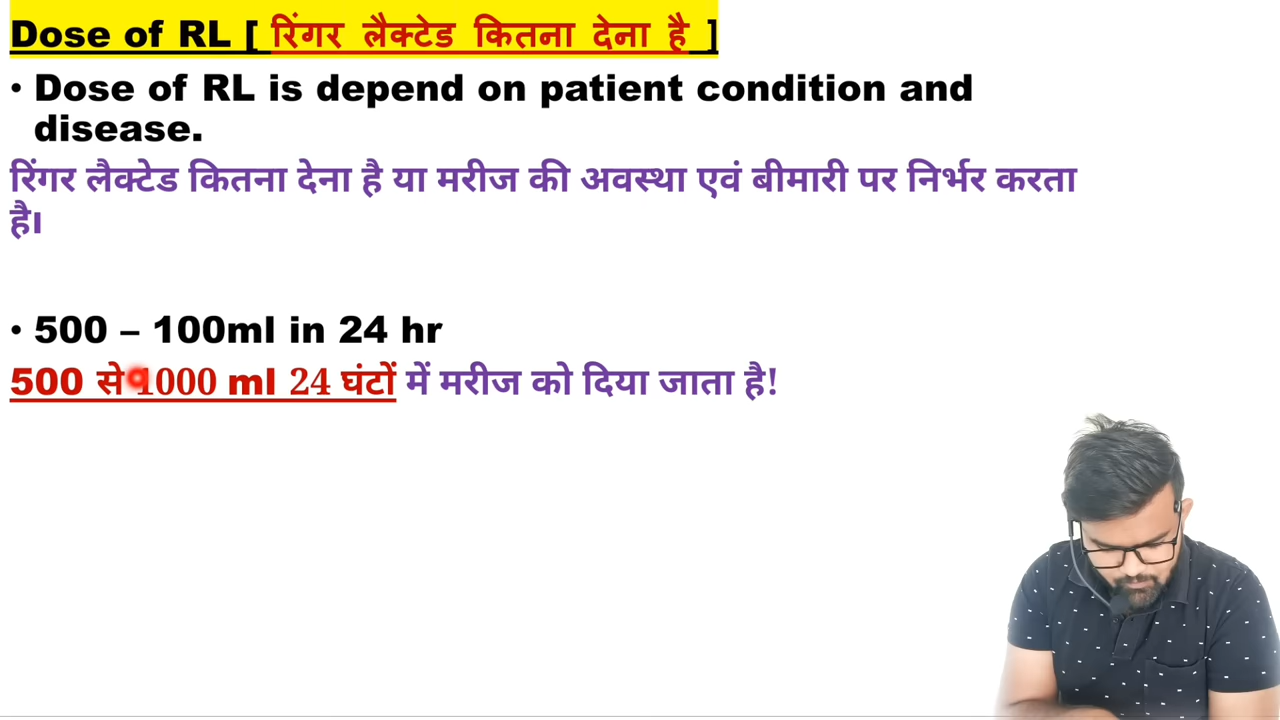 Dose of RL [ रिंगर लैक्टेड कितना देना है ]
• Dose of RL is depend on patient condition and
disease.
रिंगर लैक्टेड कितना देना है या मरीज की अवस्था एवं बीमारी पर निर्भर करता
है।
• 500 – 100ml in 24 hr
500 से 1000 ml 24 घंटों में मरीज को दिया जाता है!